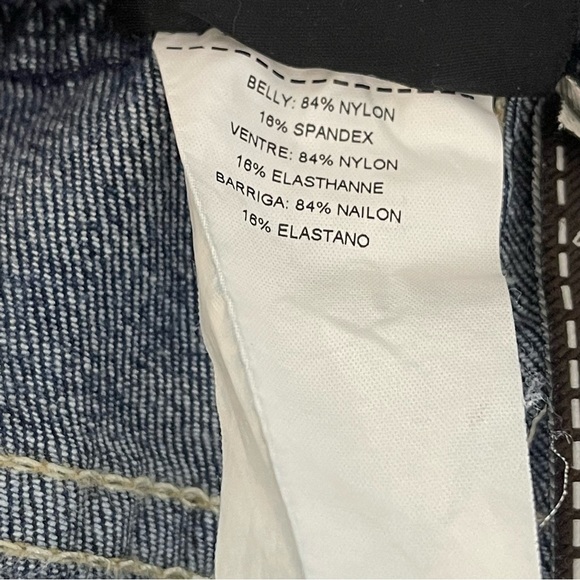 BELLY: 84% NYLON
16% SPANDEX
VENTRE: 84% NYLON
16% ELASTHANNE
BARRIGA: 84% NAILON
16% ELASTANO